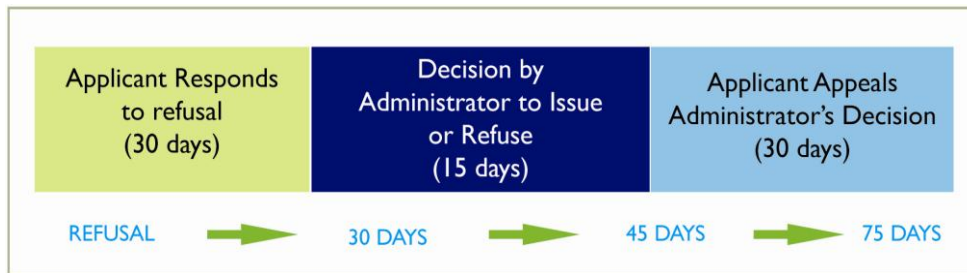 Applicant Responds
to refusal
(30 days)
Decision by
Administrator to Issue
or Refuse
(15 days)
Applicant Appeals
Administrator's Decision
(30 days)
REFUSAL
30 DAYS
45 DAYS
75 DAYS